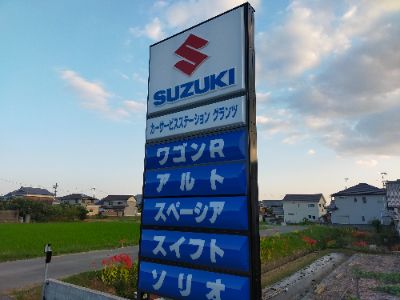 SUZUKI
カーサービスステーション グランツ
ワゴンR
アルト
スペーシア
スイフト
ソリオ